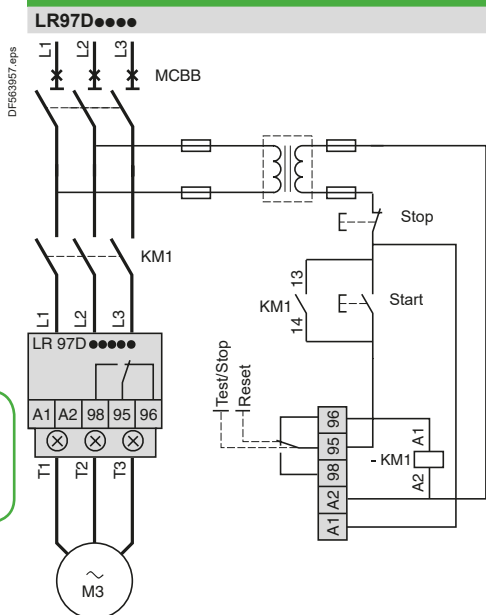 LR97D●●●●
DF563957.eps
L1 L2 L3
MCBB
Stop
KM1
13
KM1
14
Start
L1 L2 L3
LR 97D●●●●●
A1 A2 98 95 96
T1 T2 T3
~
M3
Test/Stop
Reset
96
95
98
A2
A1
A1
- KM1
A2